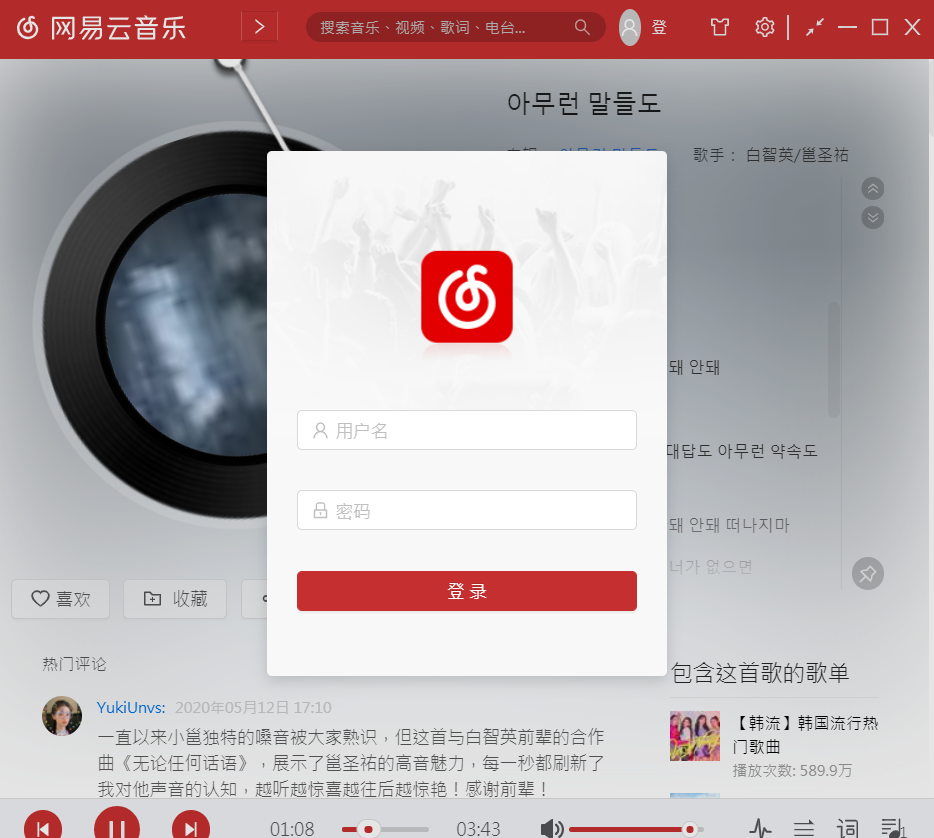 网易云音乐
搜索音乐、视频、歌词、电台...
登
아무런 말들도
歌手： 白智英/邕圣祐
돼 안돼
대답도 아무런 약속도
돼 안돼 떠나지마
너가 없으면
用户名
密码
登 录
喜欢
收藏
热门评论
YukiUnvs: 2020年05月12日 17:10
一直以来小邕独特的嗓音被大家熟识，但这首与白智英前辈的合作
曲《无论任何话语》，展示了邕圣祐的高音魅力，每一秒都刷新了
我对他声音的认知，越听越惊喜越往后越惊艳！感谢前辈！
包含这首歌的歌单
【韩流】韩国流行热
门歌曲
播放次数: 589.9万
01:08
03:43
词
1